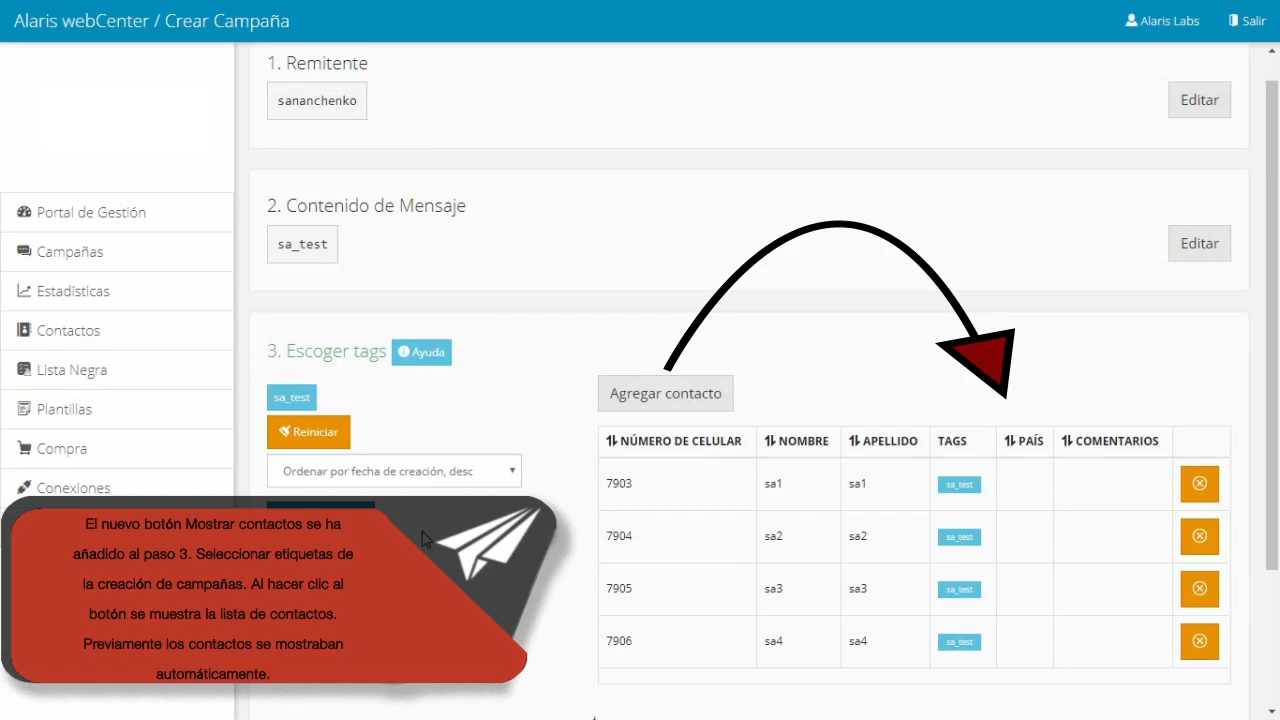 Alaris webCenter / Crear Campaña
Alaris Labs
Salir
1. Remitente
sananchenko
Editar
Portal de Gestión
Campañas
Estadísticas
Contactos
Lista Negra
Plantillas
Compra
Conexiones
2. Contenido de Mensaje
sa_test
Editar
3. Escoger tags
Ayuda
sa_test
Reiniciar
Ordenar por fecha de creación, desc
Agregar contacto
NÚMERO DE CELULAR NOMBRE APELLIDO TAGS PAÍS COMENTARIOS
7903 sa1 sa1 sa_test
7904 sa2 sa2 sa_test
7905 sa3 sa3 sa_test
7906 sa4 sa4 sa_test
El nuevo botón Mostrar contactos se ha
añadido al paso 3. Seleccionar etiquetas de
la creación de campañas. Al hacer clic al
botón se muestra la lista de contactos.
Previamente los contactos se mostraban
automáticamente.